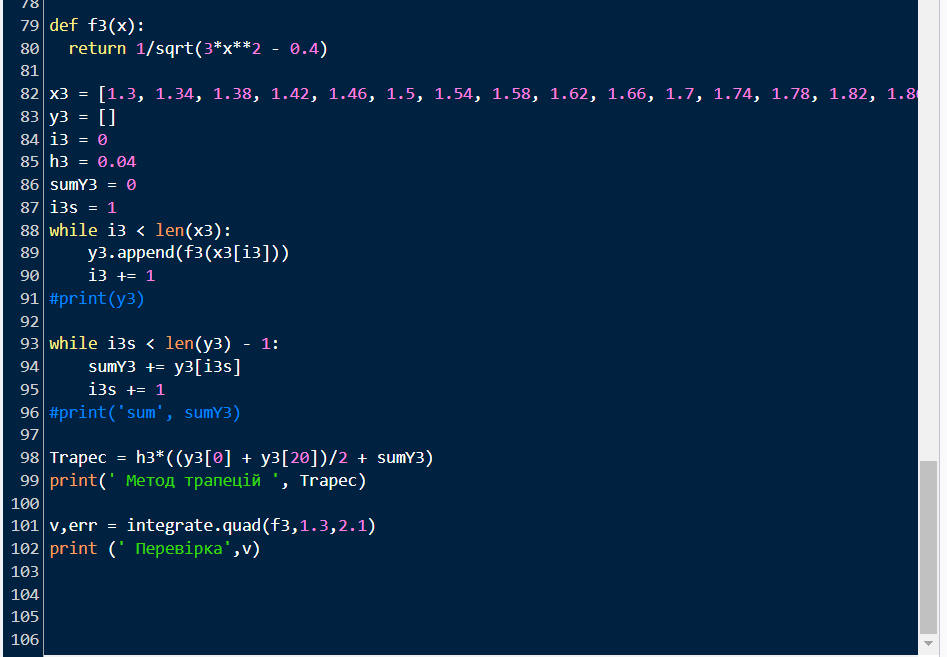 78
79 def f3(x):
80   return 1/sqrt(3*x**2 - 0.4)
81
82 x3 = [1.3, 1.34, 1.38, 1.42, 1.46, 1.5, 1.54, 1.58, 1.62, 1.66, 1.7, 1.74, 1.78, 1.82,
83 y3 = []
84 i3 = 0
85 h3 = 0.04
86 sumY3 = 0
87 i3s = 1
88 while i3 < len(x3):
89     y3.append(f3(x3[i3]))
90     i3 += 1
91 #print(y3)
92
93 while i3s < len(y3) - 1:
94     sumY3 += y3[i3s]
95     i3s += 1
96 #print('sum', sumY3)
97
98 Trapec = h3*((y3[0] + y3[20])/2 + sumY3)
99 print(' Метод трапецій ', Trapec)
100
101 v,err = integrate.quad(f3,1.3,2.1)
102 print (' Перевірка',v)
103
104
105
106